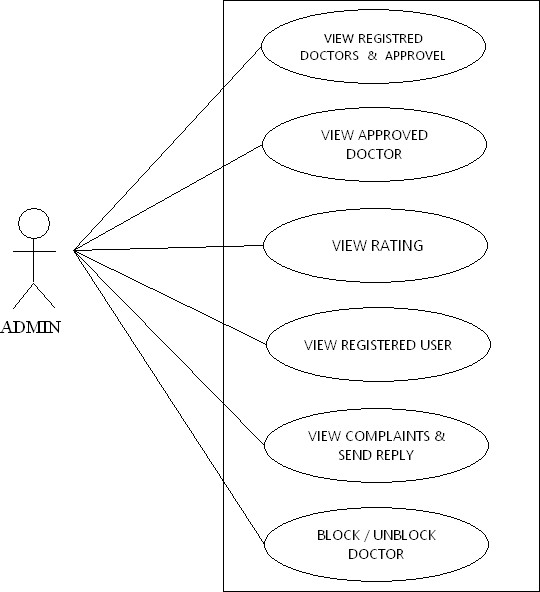 VIEW REGISTRED
DOCTORS & APPROVEL
VIEW APPROVED
DOCTOR
VIEW RATING
ADMIN
VIEW REGISTERED USER
VIEW COMPLAINTS &
SEND REPLY
BLOCK / UNBLOCK
DOCTOR